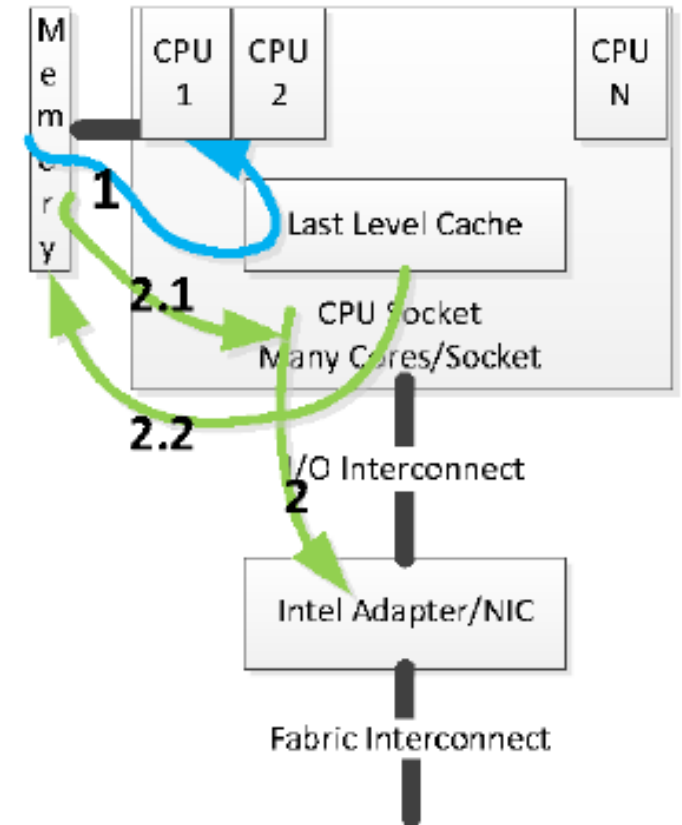 Memory
CPU
1
CPU
2
CPU
N
1
Last Level Cache
2.1
CPU Socket
Many Cores/Socket
2.2
I/O Interconnect
2
Intel Adapter/NIC
Fabric Interconnect